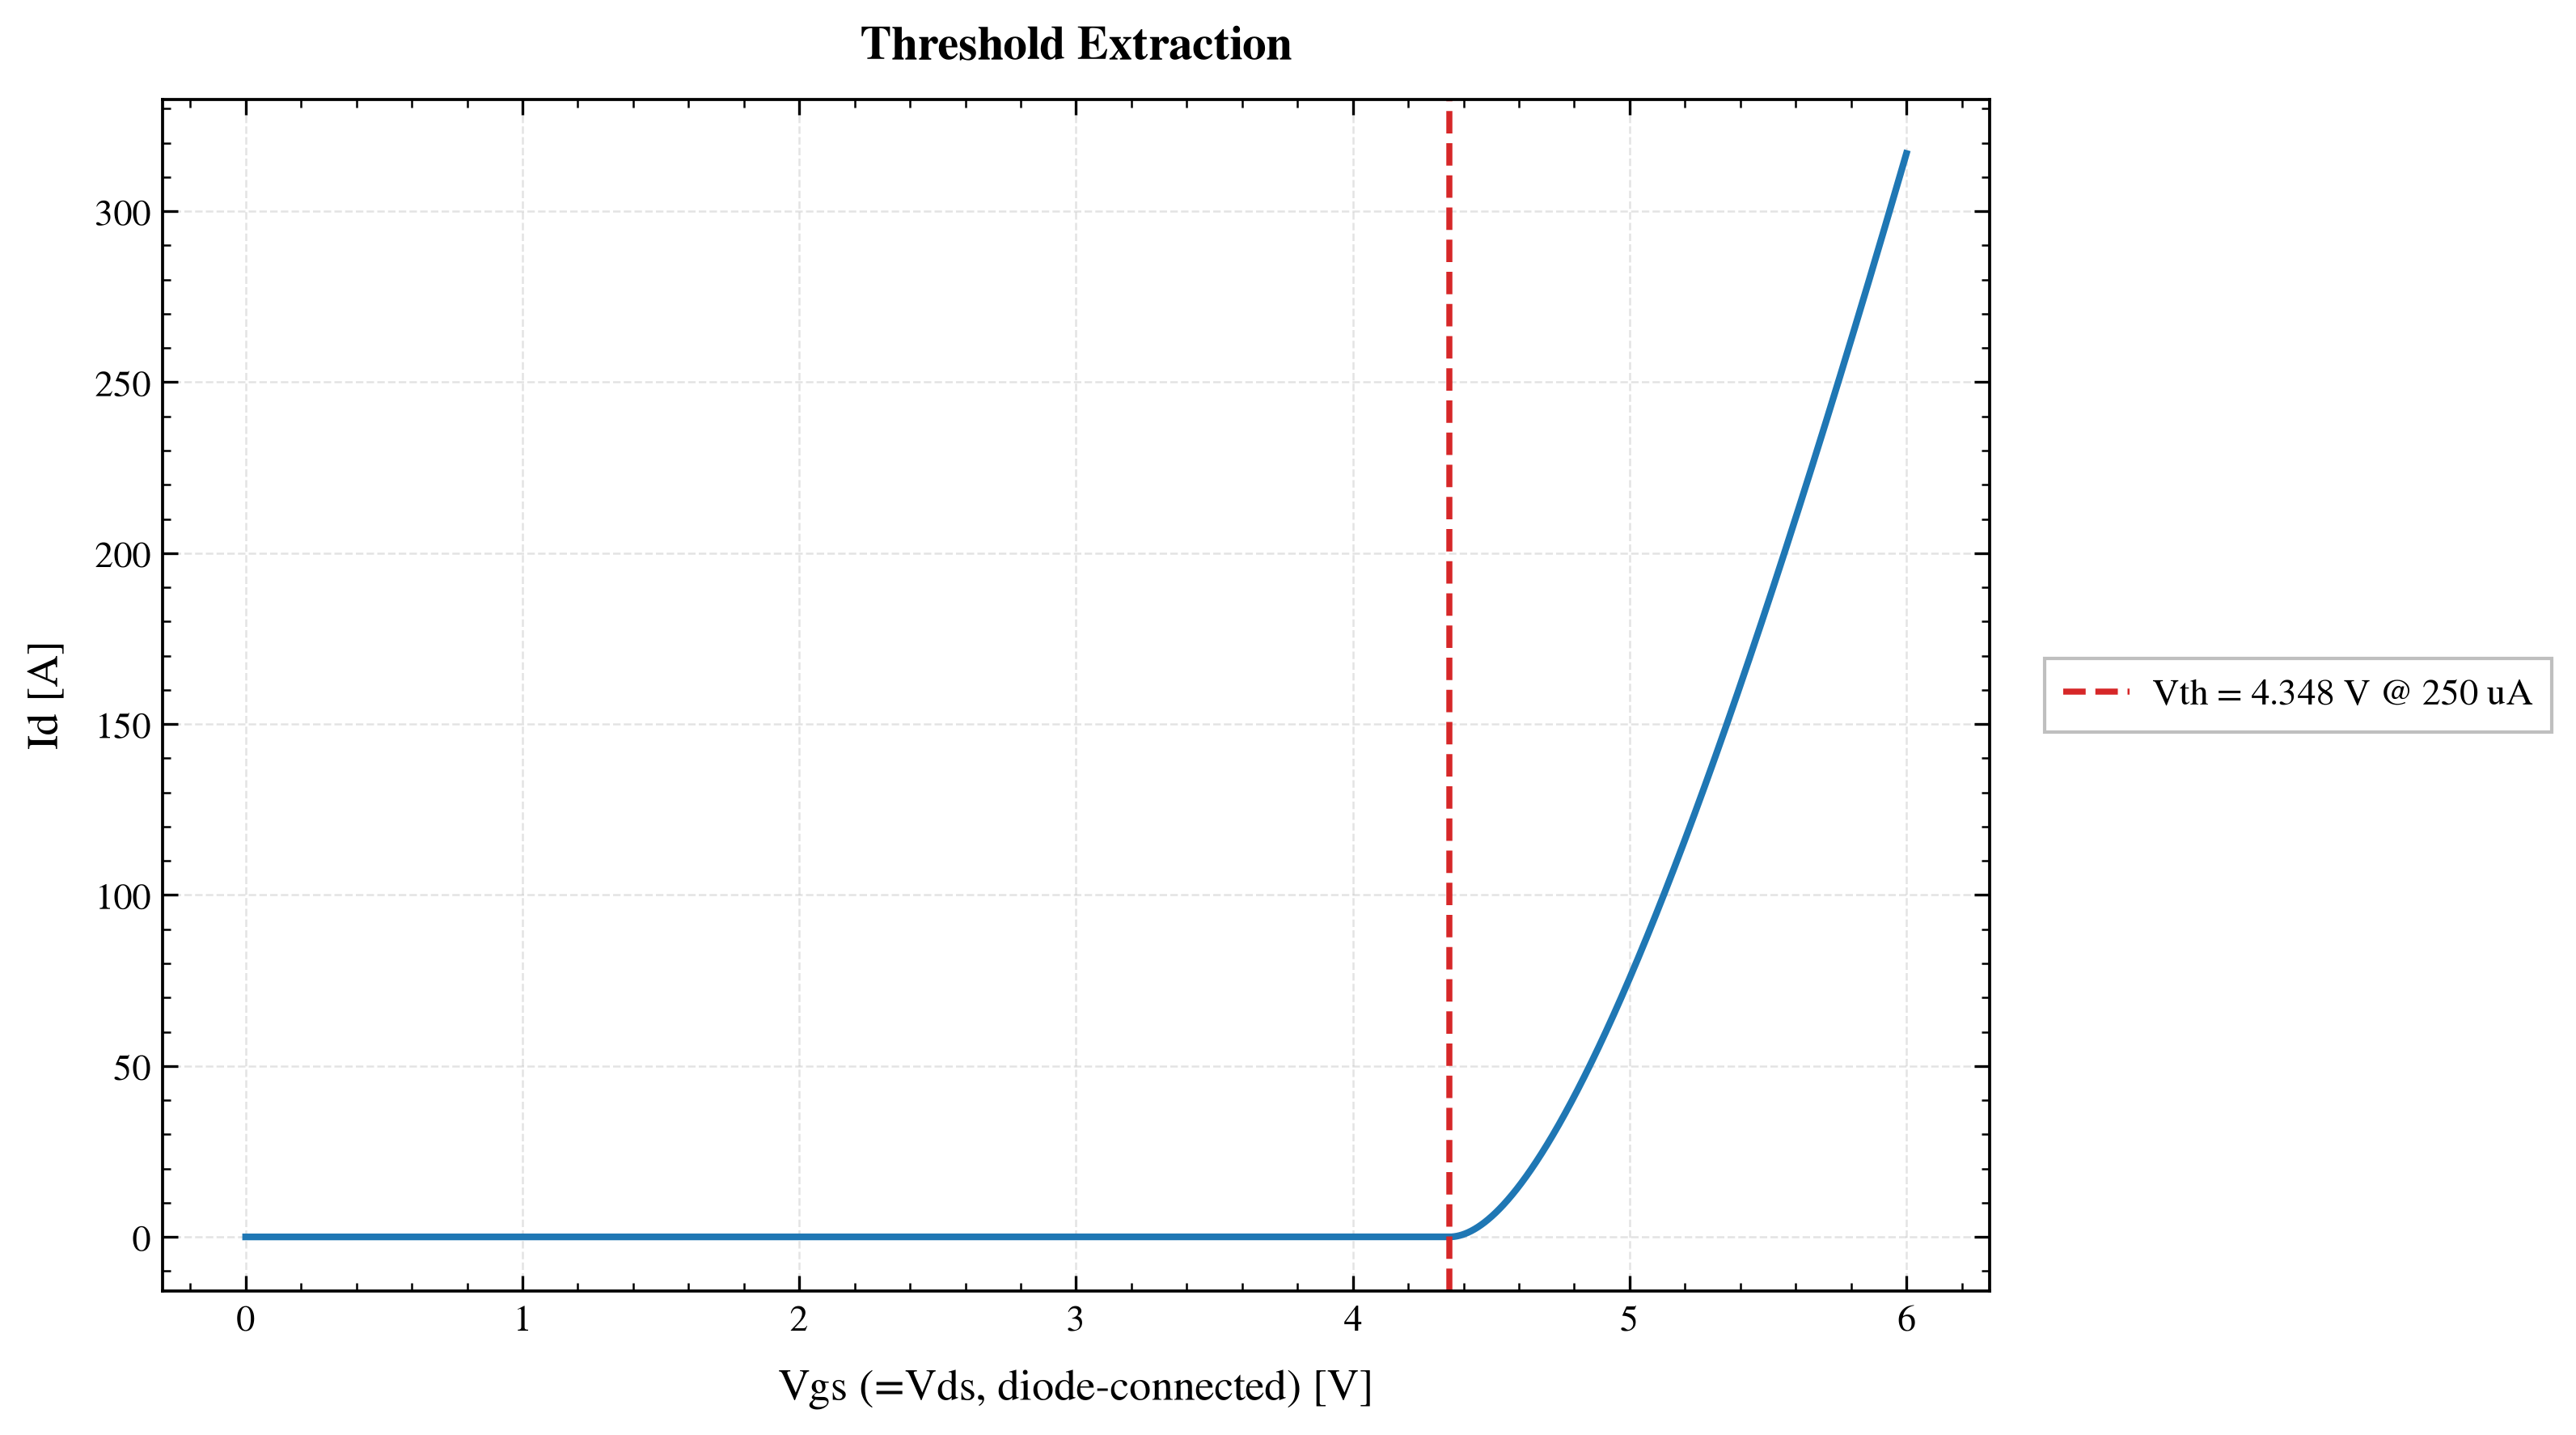 Threshold Extraction
Id [A]
300
250
200
150
100
50
0
0 1 2 3 4 5 6
Vgs (=Vds, diode-connected) [V]
Vth = 4.348 V @ 250 uA